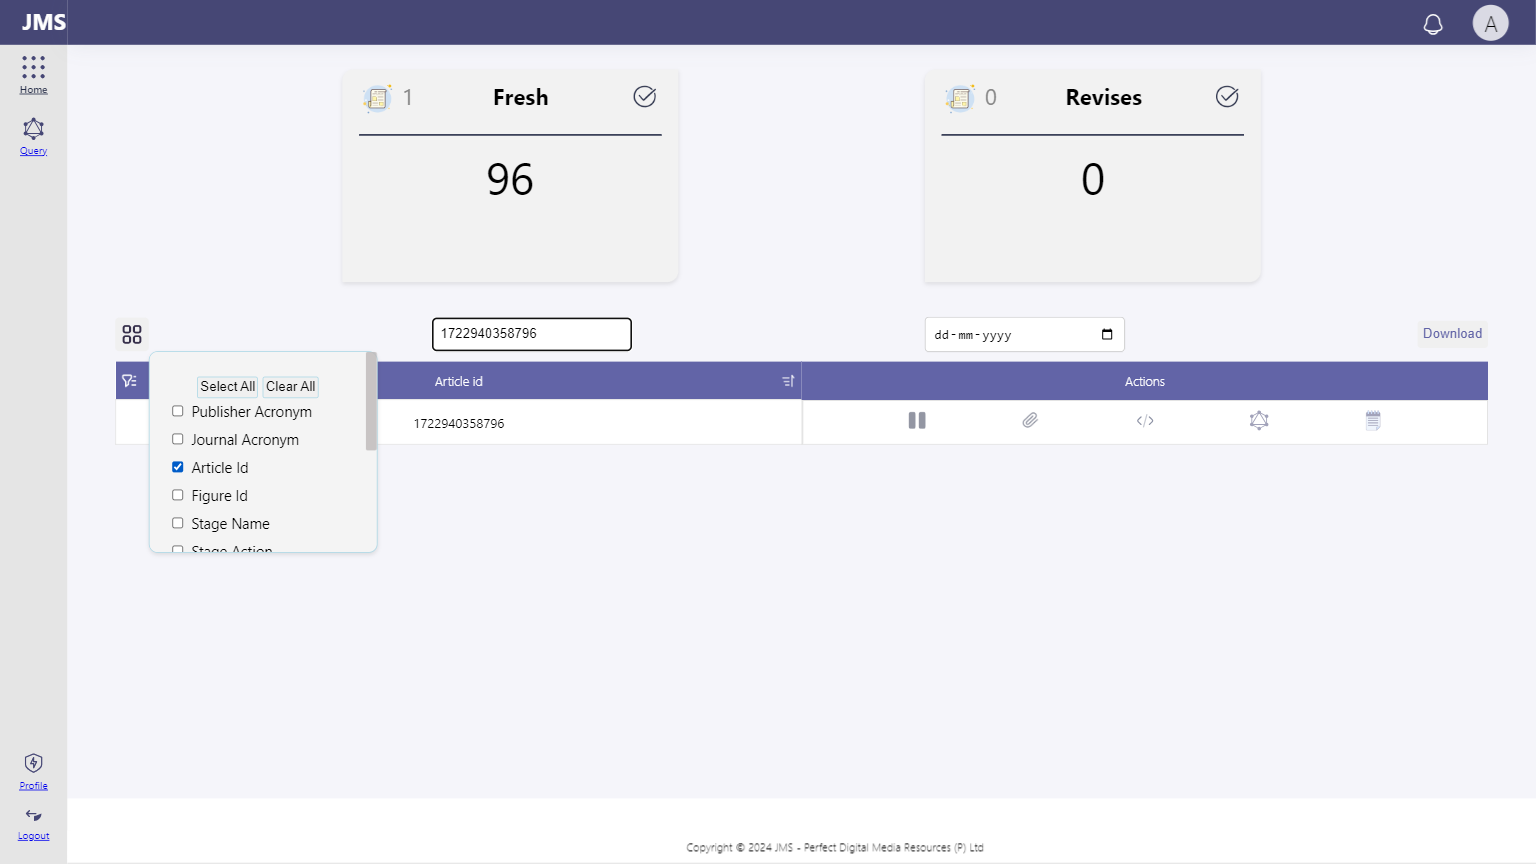 JMS
A
Home
Query
1 Fresh
96
0 Revises
0
1722940358796
dd-mm-yyyy
Download
Article id
Actions
1722940358796
</>
Select All Clear All
Publisher Acronym
Journal Acronym
Article Id
Figure Id
Stage Name
Stage Action
Profile
Logout
Copyright © 2024 JMS - Perfect Digital Media Resources (P) Ltd